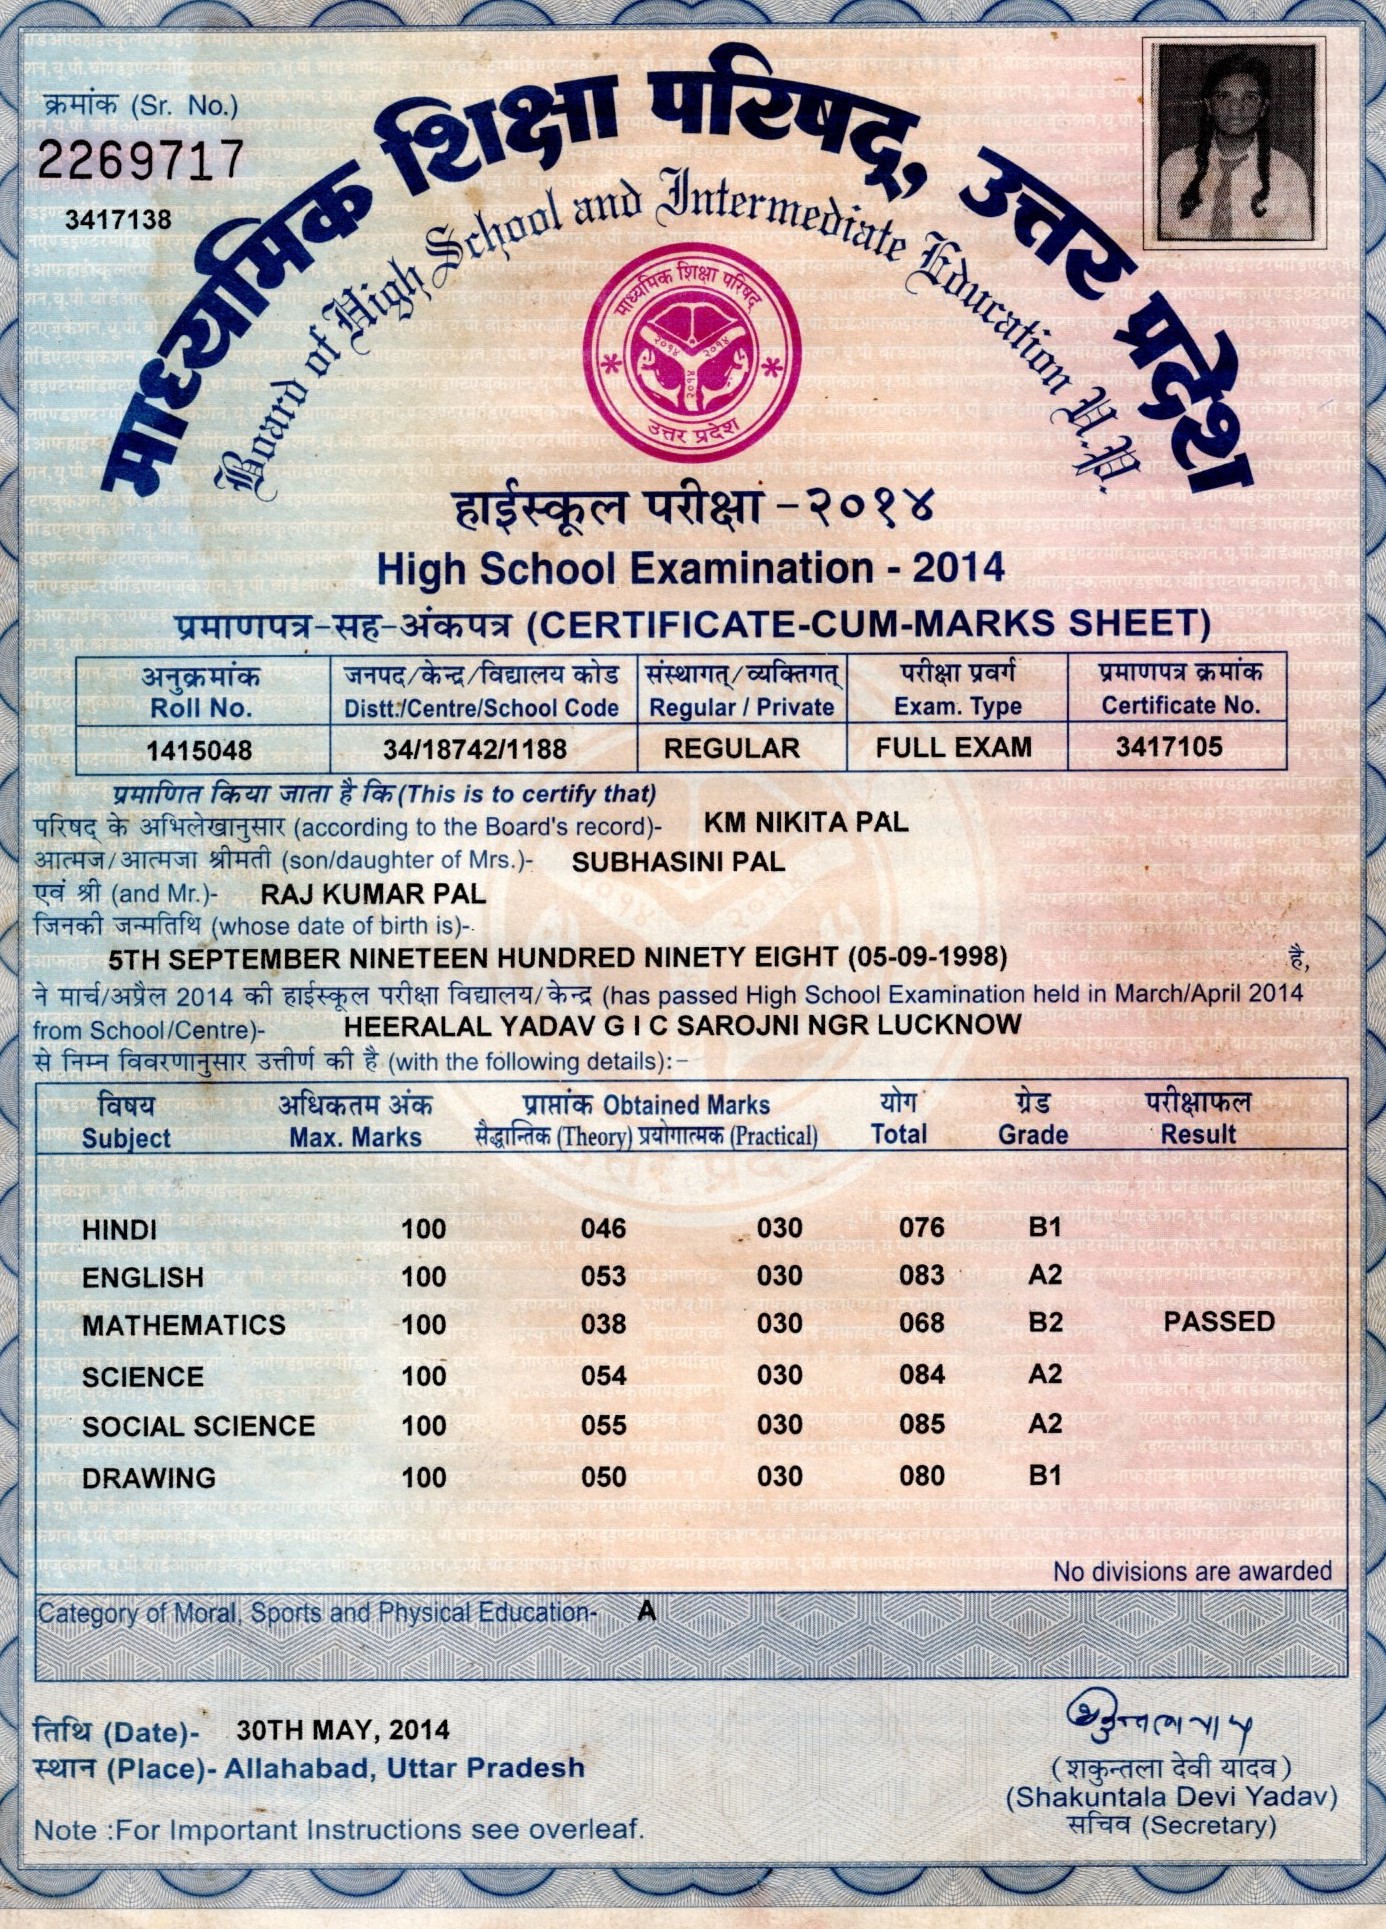 क्रमांक (Sr. No.)
2269717
3417138
माध्यमिक शिक्षा परिषद्, उत्तर प्रदेश
Board of High School and Intermediate Education U.P.
माध्यमिक शिक्षा परिषद्
२०१४ २०१४
२०१४
उत्तर प्रदेश
हाईस्कूल परीक्षा -२०१४
High School Examination - 2014
प्रमाणपत्र-सह-अंकपत्र (CERTIFICATE-CUM-MARKS SHEET)
अनुक्रमांक जनपद/केन्द्र/विद्यालय कोड संस्थागत्/व्यक्तिगत् परीक्षा प्रवर्ग प्रमाणपत्र क्रमांक
Roll No. Distt./Centre/School Code Regular / Private Exam. Type Certificate No.
1415048 34/18742/1188 REGULAR FULL EXAM 3417105
प्रमाणित किया जाता है कि (This is to certify that)
परिषद् के अभिलेखानुसार (according to the Board's record)- KM NIKITA PAL
आत्मज/आत्मजा श्रीमती (son/daughter of Mrs.)- SUBHASINI PAL
एवं श्री (and Mr.)- RAJ KUMAR PAL
जिनकी जन्मतिथि (whose date of birth is)-
5TH SEPTEMBER NINETEEN HUNDRED NINETY EIGHT (05-09-1998) है,
ने मार्च/अप्रैल 2014 की हाईस्कूल परीक्षा विद्यालय/केन्द्र (has passed High School Examination held in March/April 2014
from School/Centre)- HEERALAL YADAV G I C SAROJNI NGR LUCKNOW
से निम्न विवरणानुसार उत्तीर्ण की है (with the following details):-
विषय अधिकतम अंक प्राप्तांक Obtained Marks योग ग्रेड परीक्षाफल
Subject Max. Marks सैद्धान्तिक (Theory) प्रयोगात्मक (Practical) Total Grade Result
HINDI 100 046 030 076 B1
ENGLISH 100 053 030 083 A2
MATHEMATICS 100 038 030 068 B2 PASSED
SCIENCE 100 054 030 084 A2
SOCIAL SCIENCE 100 055 030 085 A2
DRAWING 100 050 030 080 B1
No divisions are awarded
Category of Moral, Sports and Physical Education- A
तिथि (Date)- 30TH MAY, 2014
स्थान (Place)- Allahabad, Uttar Pradesh
(शकुन्तला देवी यादव)
(Shakuntala Devi Yadav)
सचिव (Secretary)
Note :For Important Instructions see overleaf.